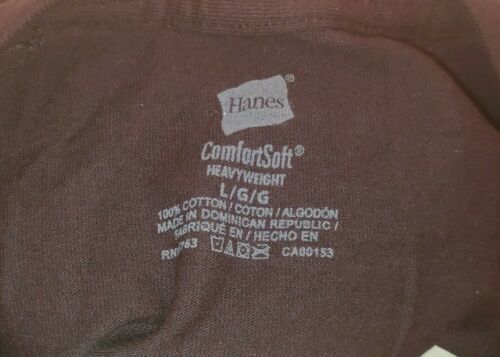 Hanes®
ComfortSoft®
HEAVYWEIGHT
L/G/G
100% COTTON / COTON / ALGODÓN
MADE IN DOMINICAN REPUBLIC /
FABRIQUÉ EN / HECHO EN
CA00153